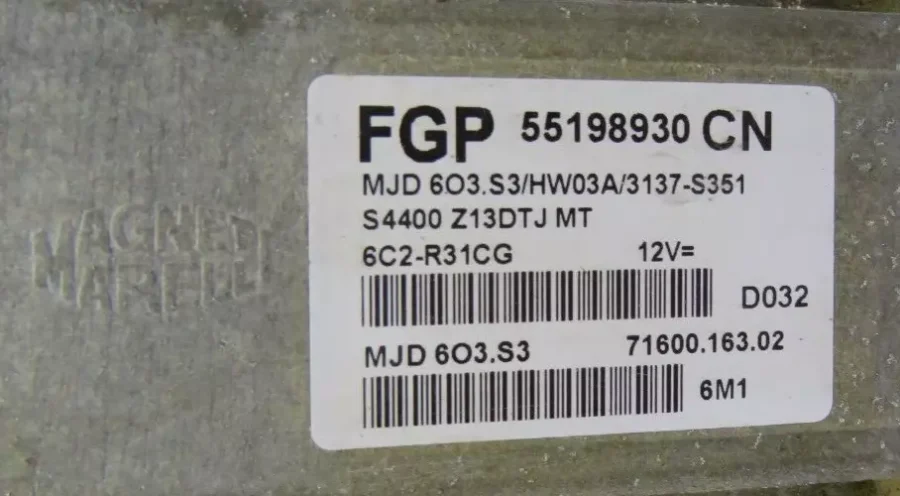 MAGNETI
MARELLI
FGP 55198930 CN
MJD 6O3.S3/HW03A/3137-S351
S4400 Z13DTJ MT
6C2-R31CG 12V=
D032
MJD 6O3.S3 71600.163.02
6M1